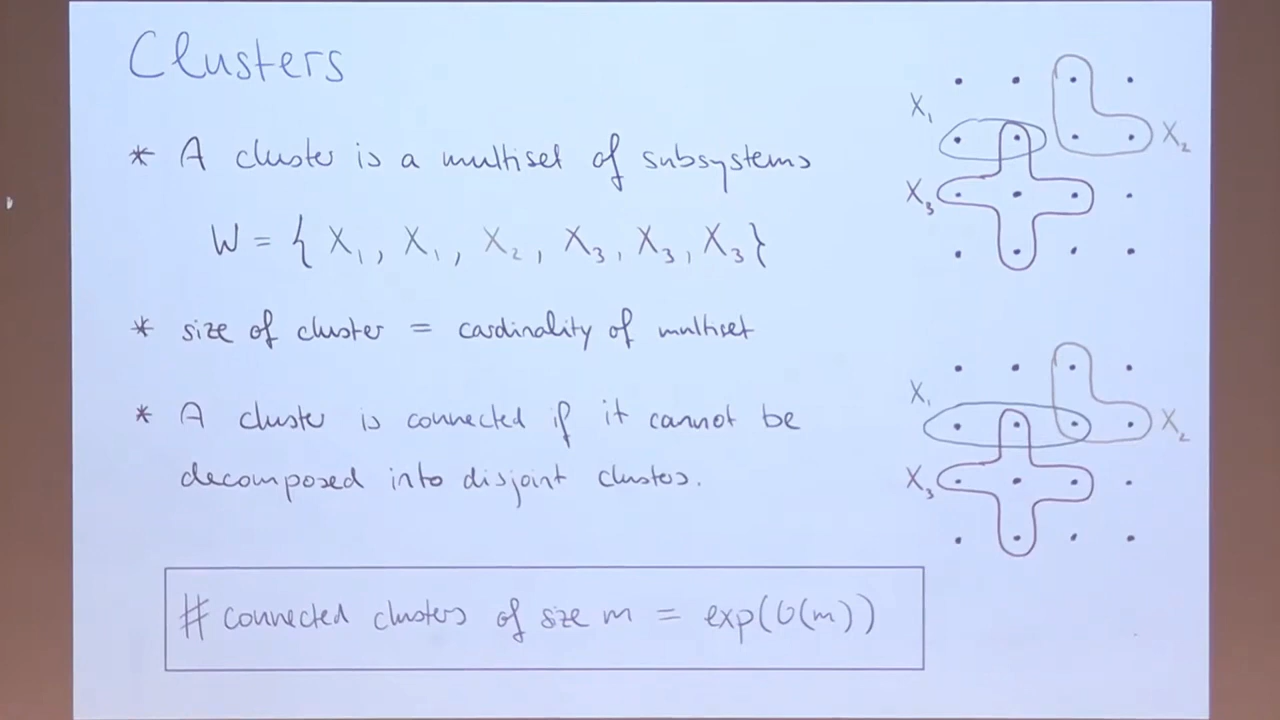 Clusters
* A cluster is a multiset of subsystems
W = { X₁, X₁, X₂, X₃, X₃, X₃ }
* size of cluster = cardinality of multiset
* A cluster is connected if it cannot be
decomposed into disjoint clusters.
# connected clusters of size m = exp(O(m))
X₁
X₂
X₃
X₁
X₂
X₃